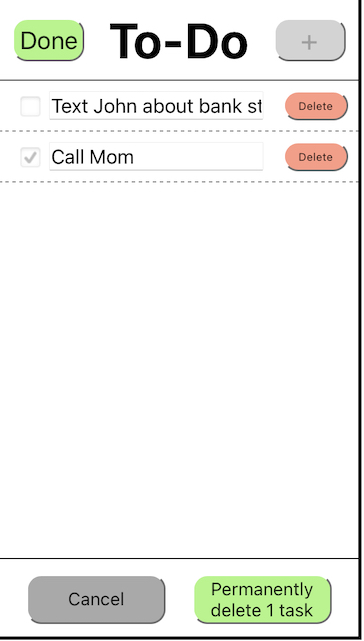 Done To-Do +
Text John about bank st Delete
Call Mom Delete
Cancel Permanently
delete 1 task